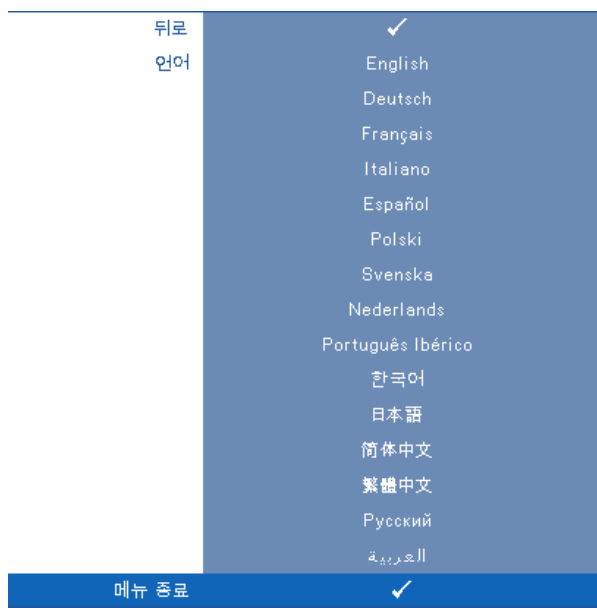 뒤로 ✓
언어 English
Deutsch
Français
Italiano
Español
Polski
Svenska
Nederlands
Português Ibérico
한국어
日本語
简体中文
繁體中文
Русский
العربية
메뉴 종료 ✓